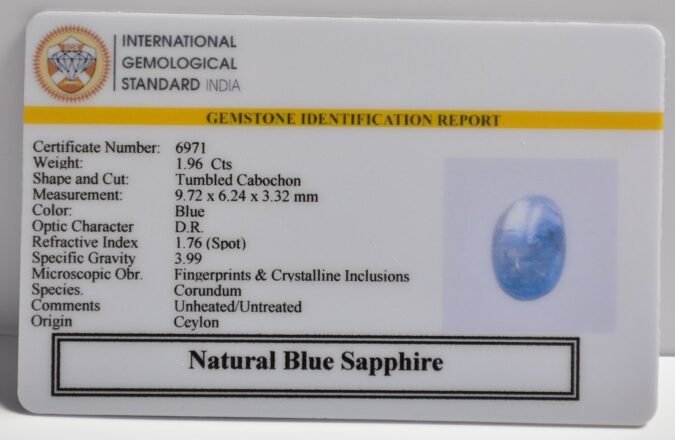 INTERNATIONAL
GEMOLOGICAL
STANDARD INDIA
GEMSTONE IDENTIFICATION REPORT
Certificate Number: 6971
Weight: 1.96 Cts
Shape and Cut: Tumbled Cabochon
Measurement: 9.72 x 6.24 x 3.32 mm
Color: Blue
Optic Character D.R.
Refractive Index 1.76 (Spot)
Specific Gravity 3.99
Microscopic Obr. Fingerprints & Crystalline Inclusions
Species. Corundum
Comments Unheated/Untreated
Origin Ceylon
Natural Blue Sapphire